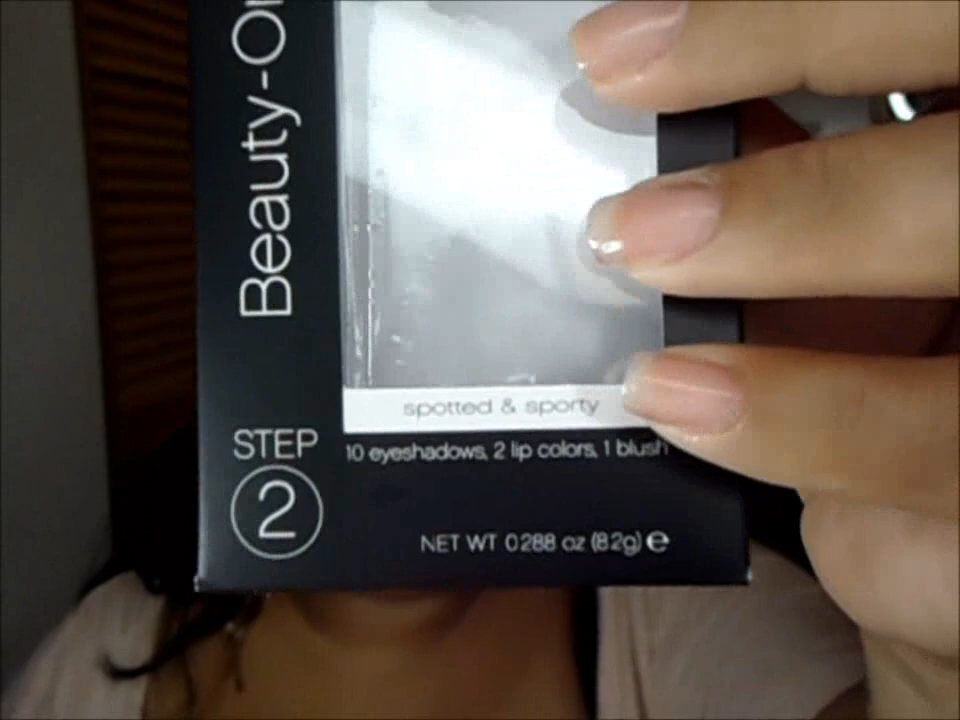 Beauty-O
spotted & sporty
10 eyeshadows, 2 lip colors, 1 blush
STEP
2
NET WT 0.288 oz (8.2g) e